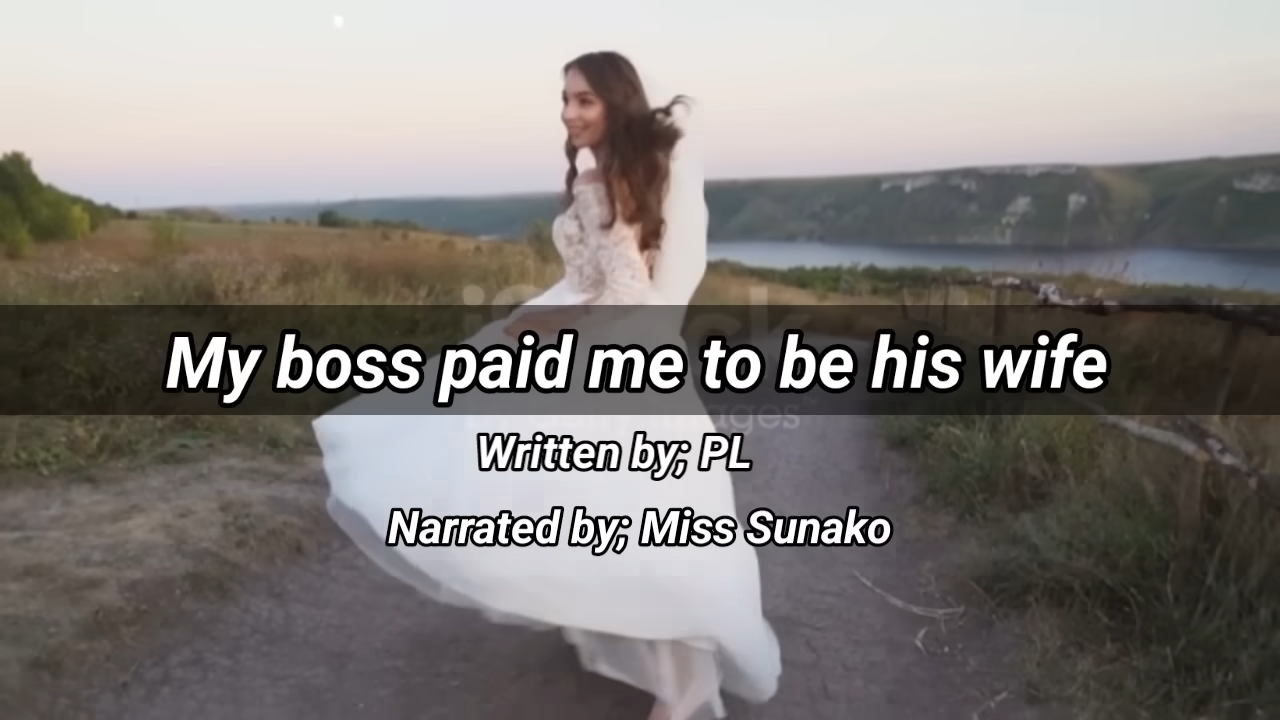 My boss paid me to be his wife
Written by; PL
Narrated by; Miss Sunako